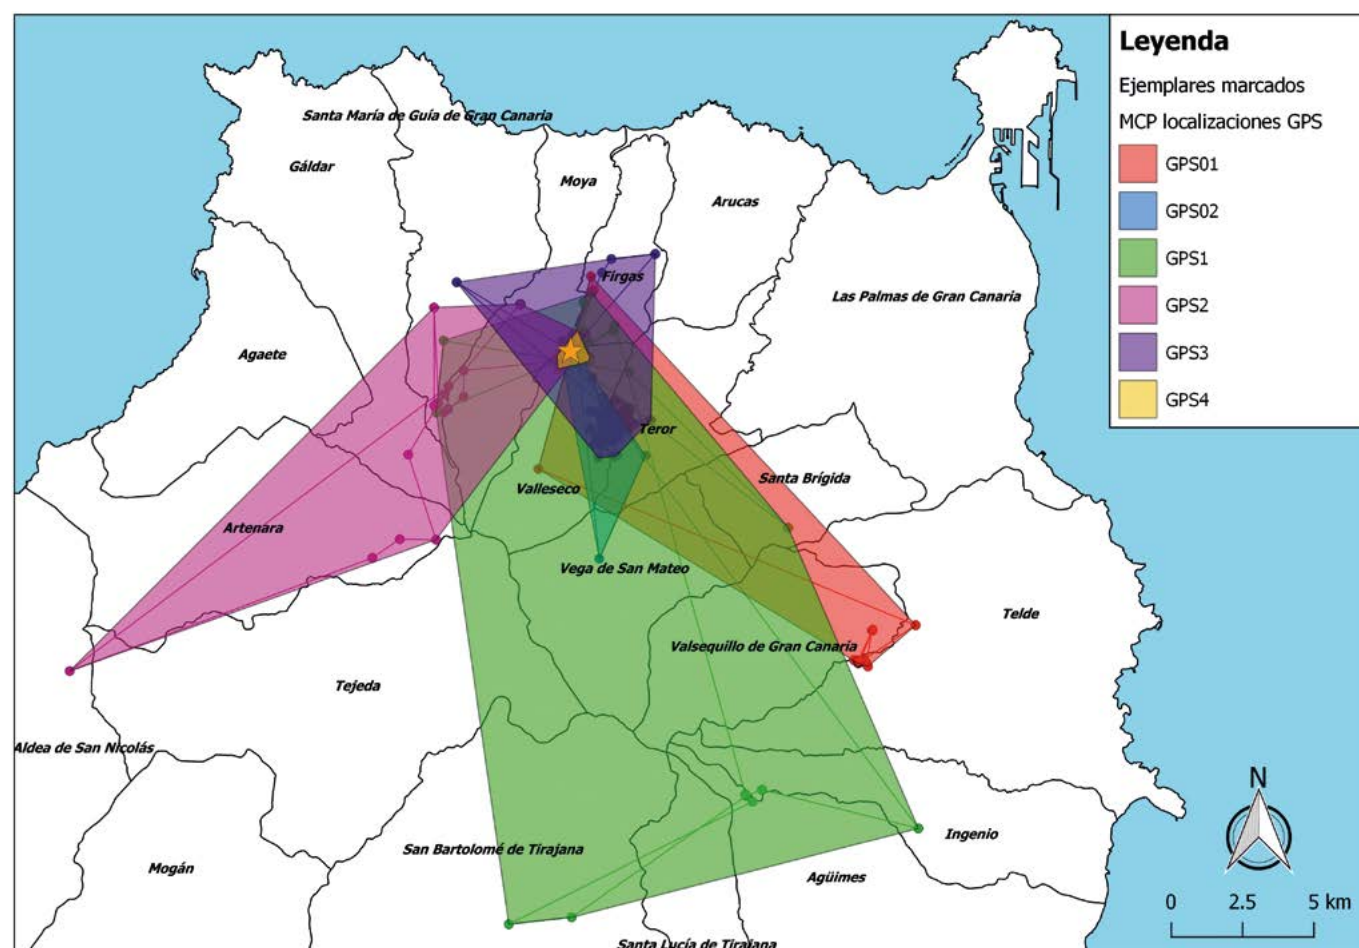 Leyenda
Ejemplares marcados
MCP localizaciones GPS
GPS01
GPS02
GPS1
GPS2
GPS3
GPS4
Santa María de Guía de Gran Canaria
Gáldar
Moya
Arucas
Firgas
Las Palmas de Gran Canaria
Agaete
Teror
Santa Brígida
Valleseco
Artenara
Vega de San Mateo
Telde
Valsequillo de Gran Canaria
Tejeda
Aldea de San Nicolás
N
Ingenio
San Bartolomé de Tirajana
Mogán
Agüimes
0 2.5 5 km
Santa Lucía de Tirajana